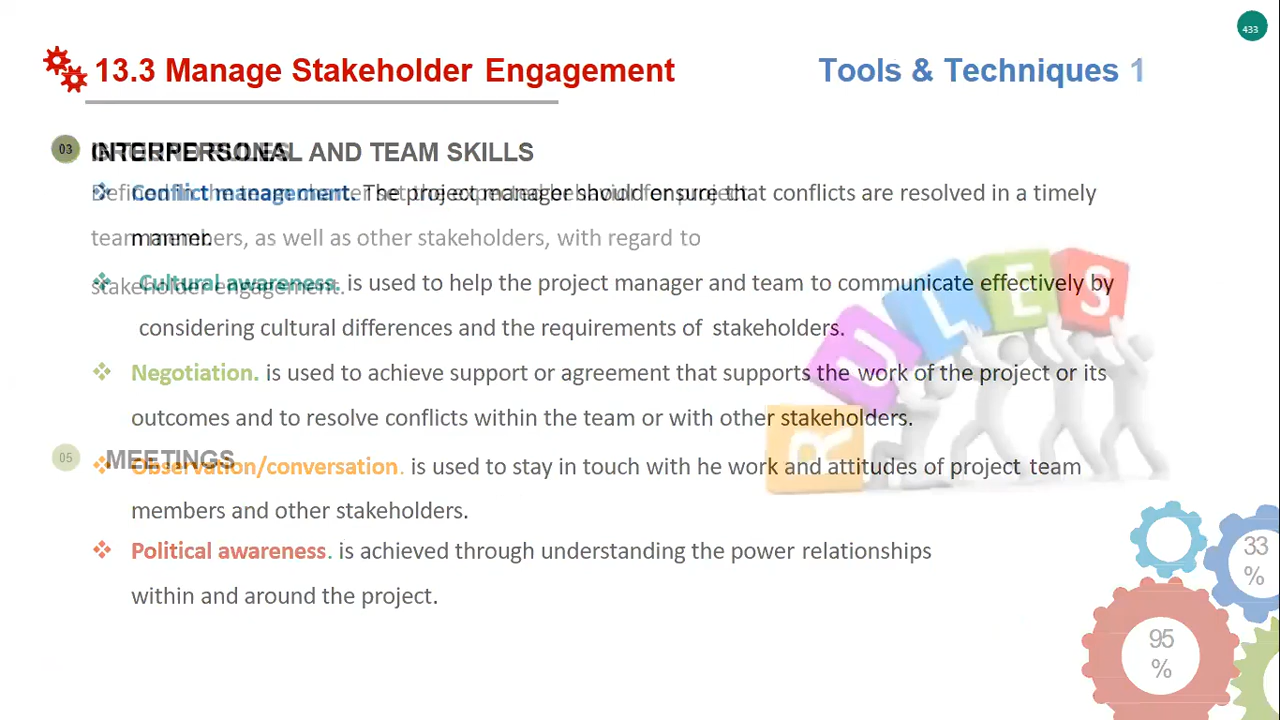 433
13.3 Manage Stakeholder Engagement
Tools & Techniques 1
03
INTERPERSONAL AND TEAM SKILLS
Conflict management. The project manager should ensure that conflicts are resolved in a timely
manner.
team members, as well as other stakeholders, with regard to
Cultural awareness. is used to help the project manager and team to communicate effectively by
stakeholder engagement.
considering cultural differences and the requirements of stakeholders.
Negotiation. is used to achieve support or agreement that supports the work of the project or its
outcomes and to resolve conflicts within the team or with other stakeholders.
05
MEETINGS
Observation/conversation. is used to stay in touch with he work and attitudes of project team
members and other stakeholders.
Political awareness. is achieved through understanding the power relationships
within and around the project.
RULES
33
%
95
%